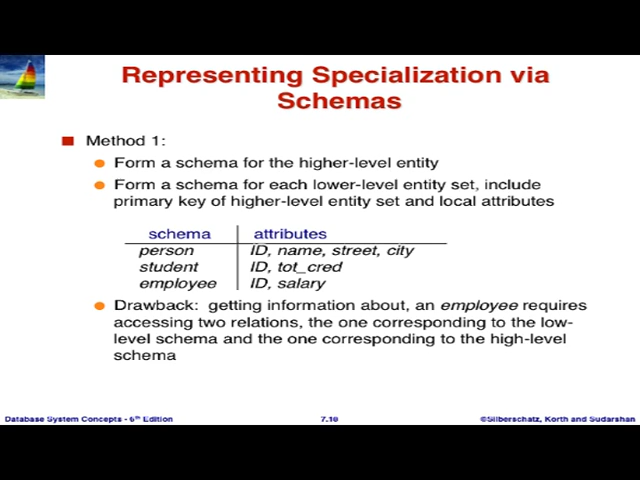 Representing Specialization via
Schemas
Method 1:
Form a schema for the higher-level entity
Form a schema for each lower-level entity set, include
primary key of higher-level entity set and local attributes
schema attributes
person ID, name, street, city
student ID, tot_cred
employee ID, salary
Drawback: getting information about, an employee requires
accessing two relations, the one corresponding to the low-
level schema and the one corresponding to the high-level
schema
Database System Concepts - 6th Edition 7.10 ©Silberschatz, Korth and Sudarshan